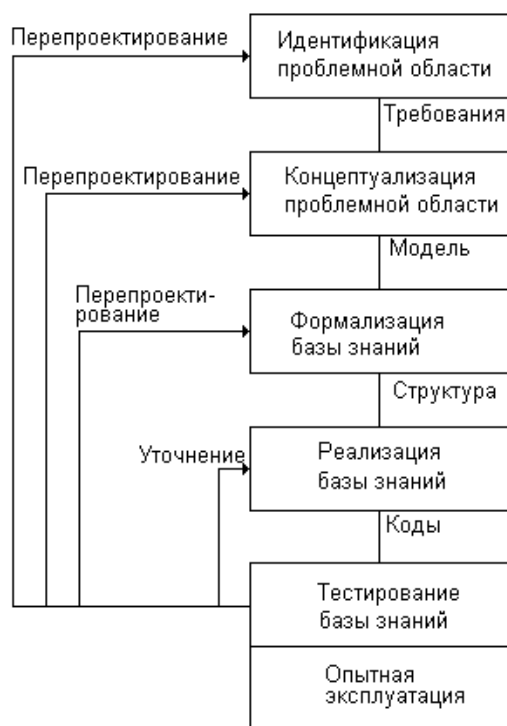 Перепроектирование
Идентификация
проблемной области
Требования
Перепроектирование
Концептуализация
проблемной области
Модель
Перепроекти-
рование
Формализация
базы знаний
Структура
Уточнение
Реализация
базы знаний
Коды
Тестирование
базы знаний
Опытная
эксплуатация